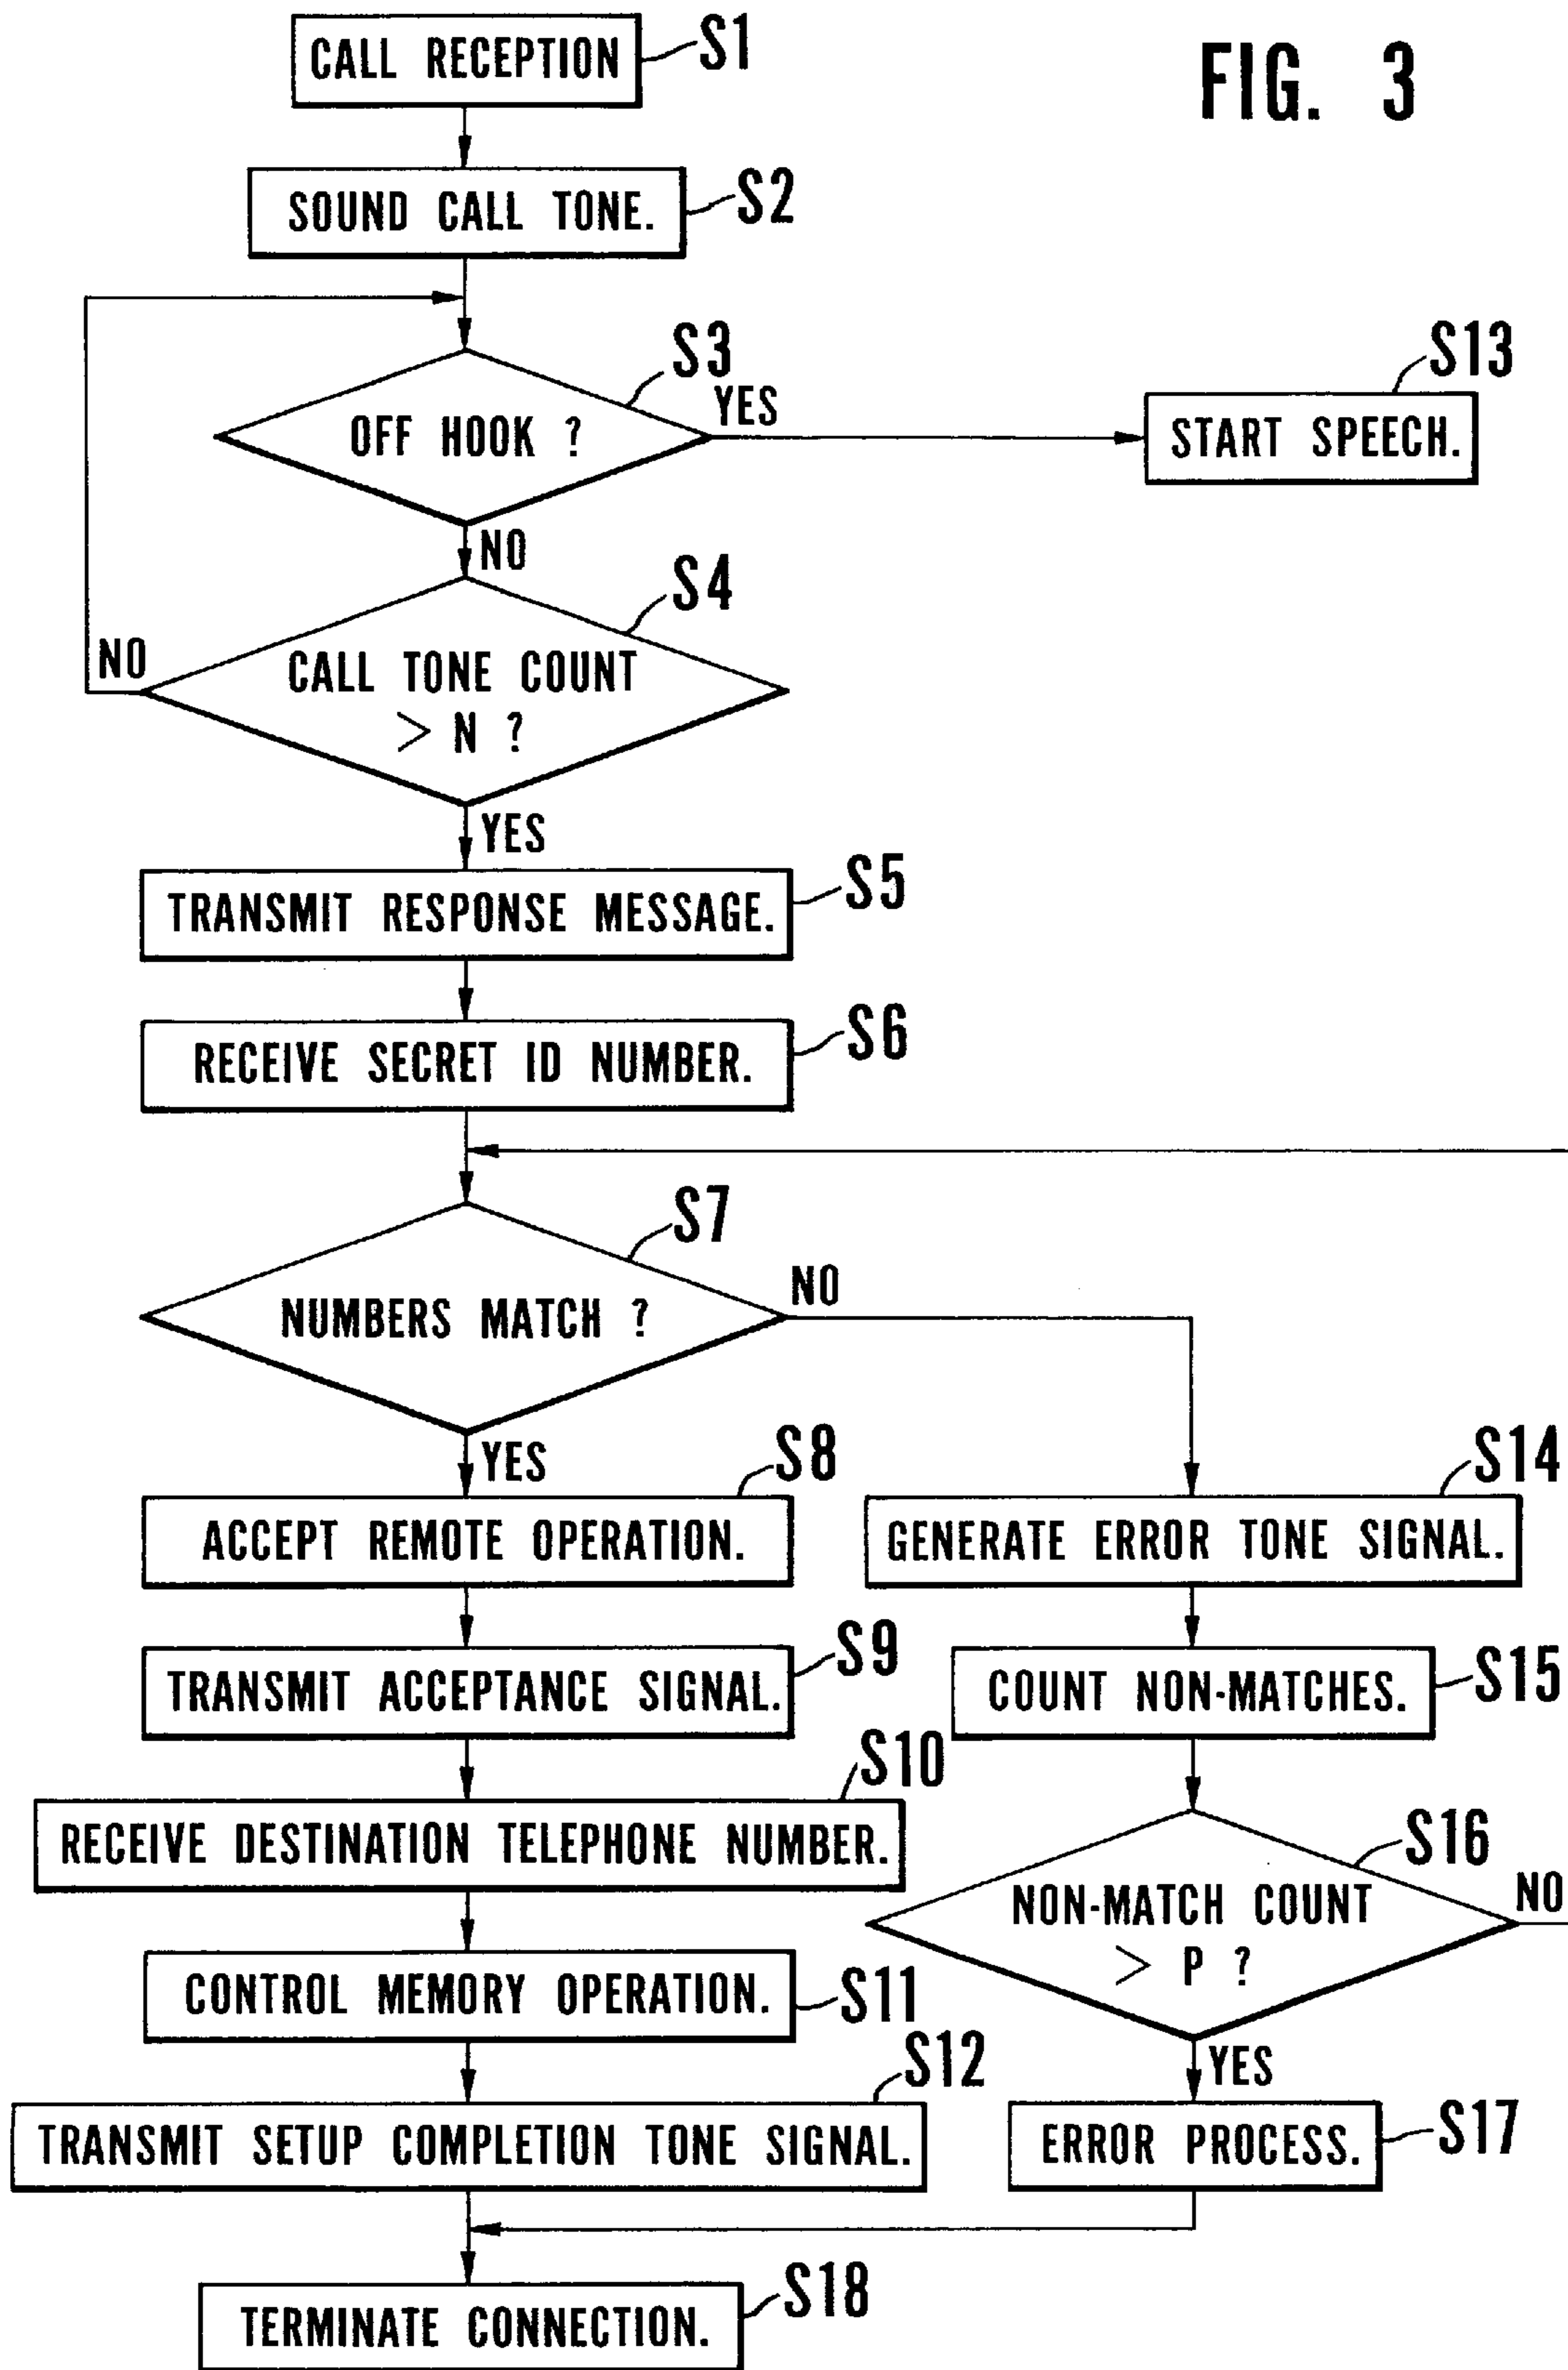 FIG. 3
CALL RECEPTION
S1
SOUND CALL TONE.
S2
S3
OFF HOOK ?
YES
S13
START SPEECH.
NO
S4
CALL TONE COUNT
> N ?
NO
YES
TRANSMIT RESPONSE MESSAGE.
S5
RECEIVE SECRET ID NUMBER.
S6
S7
NUMBERS MATCH ?
NO
YES
S8
ACCEPT REMOTE OPERATION.
S14
GENERATE ERROR TONE SIGNAL.
S9
TRANSMIT ACCEPTANCE SIGNAL.
COUNT NON-MATCHES.
S15
S10
RECEIVE DESTINATION TELEPHONE NUMBER.
S16
NON-MATCH COUNT
> P ?
NO
CONTROL MEMORY OPERATION.
S11
YES
S12
TRANSMIT SETUP COMPLETION TONE SIGNAL.
ERROR PROCESS.
S17
TERMINATE CONNECTION.
S18